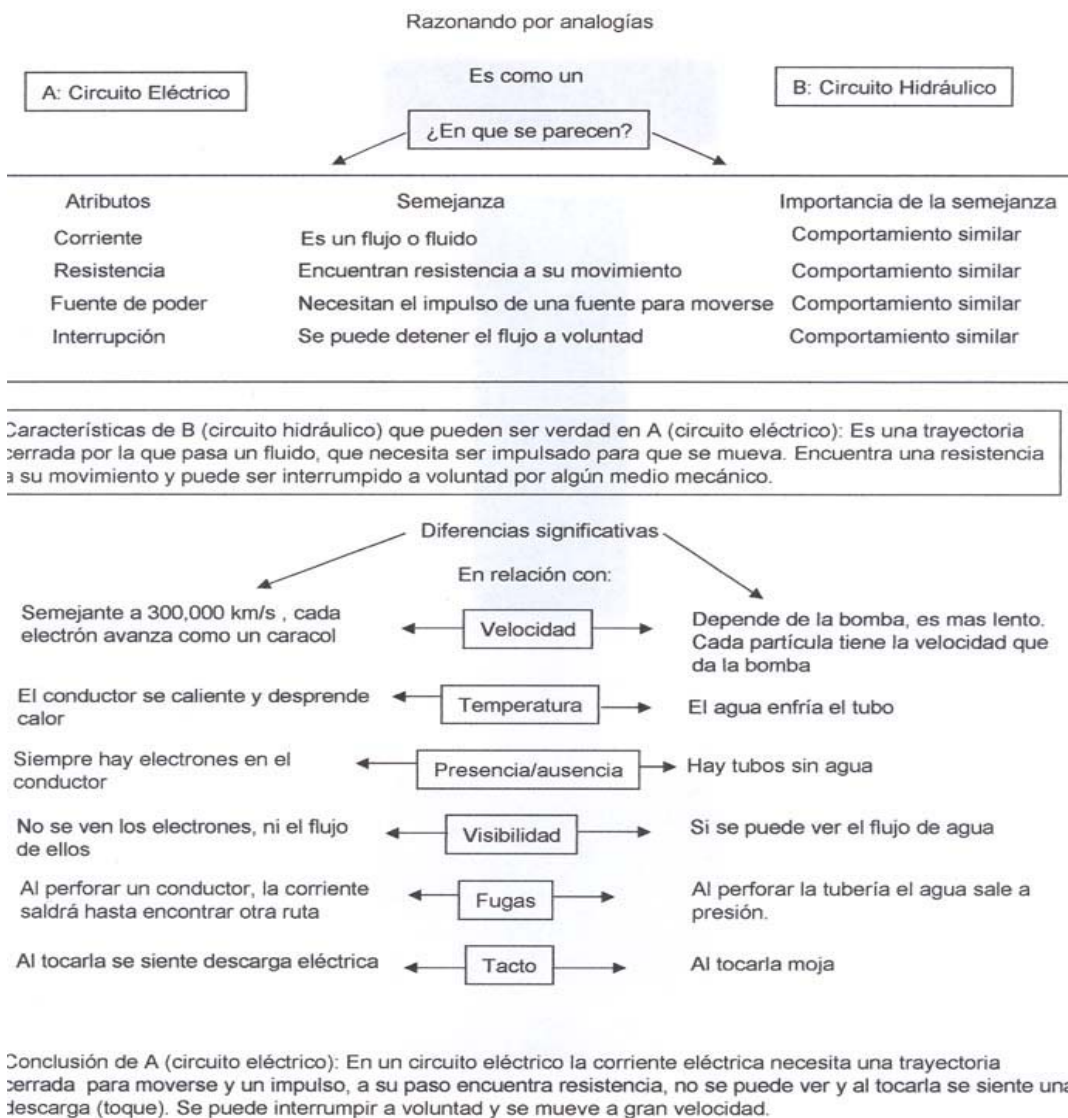 Razonando por analogías
Es como un
A: Circuito Eléctrico
B: Circuito Hidráulico
¿En que se parecen?
Atributos Semejanza Importancia de la semejanza
Corriente Es un flujo o fluido Comportamiento similar
Resistencia Encuentran resistencia a su movimiento Comportamiento similar
Fuente de poder Necesitan el impulso de una fuente para moverse Comportamiento similar
Interrupción Se puede detener el flujo a voluntad Comportamiento similar
Características de B (circuito hidráulico) que pueden ser verdad en A (circuito eléctrico): Es una trayectoria
cerrada por la que pasa un fluido, que necesita ser impulsado para que se mueva. Encuentra una resistencia
a su movimiento y puede ser interrumpido a voluntad por algún medio mecánico.
Diferencias significativas
En relación con:
Semejante a 300,000 km/s , cada
electrón avanza como un caracol
Velocidad
Depende de la bomba, es mas lento.
Cada partícula tiene la velocidad que
da la bomba
El conductor se caliente y desprende
calor
Temperatura
El agua enfría el tubo
Siempre hay electrones en el
conductor
Presencia/ausencia
Hay tubos sin agua
No se ven los electrones, ni el flujo
de ellos
Visibilidad
Si se puede ver el flujo de agua
Al perforar un conductor, la corriente
saldrá hasta encontrar otra ruta
Fugas
Al perforar la tubería el agua sale a
presión.
Al tocarla se siente descarga eléctrica
Tacto
Al tocarla moja
Conclusión de A (circuito eléctrico): En un circuito eléctrico la corriente eléctrica necesita una trayectoria
cerrada para moverse y un impulso, a su paso encuentra resistencia, no se puede ver y al tocarla se siente una
descarga (toque). Se puede interrumpir a voluntad y se mueve a gran velocidad.